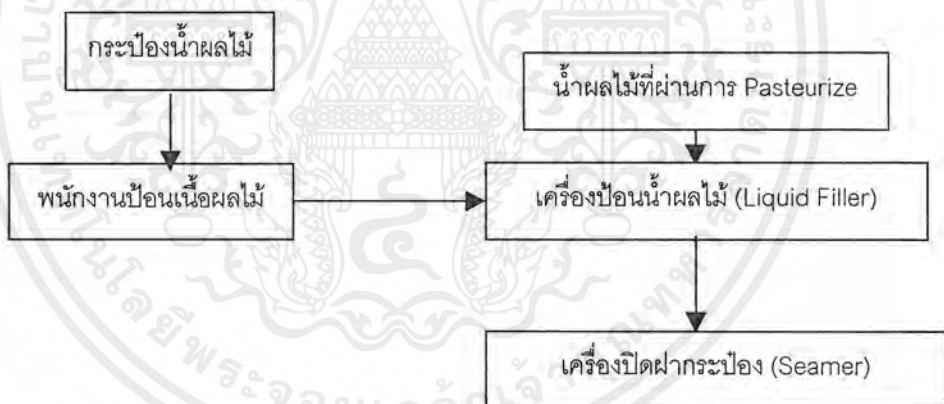 กระป๋องน้ำผลไม้
น้ำผลไม้ที่ผ่านการ Pasteurize
พนักงานป้อนเนื้อผลไม้
เครื่องป้อนน้ำผลไม้ (Liquid Filler)
เครื่องปิดฝากระป๋อง (Seamer)